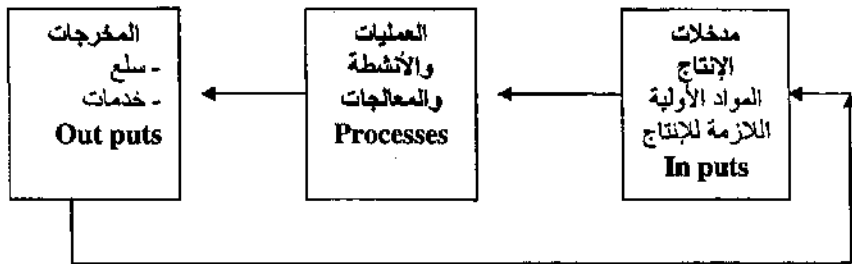 مدخلات
الإنتاج
المواد الأولية
اللازمة للإنتاج
In puts
العمليات
والأنشطة
والمعالجات
Processes
المخرجات
- سلع
- خدمات
Out puts